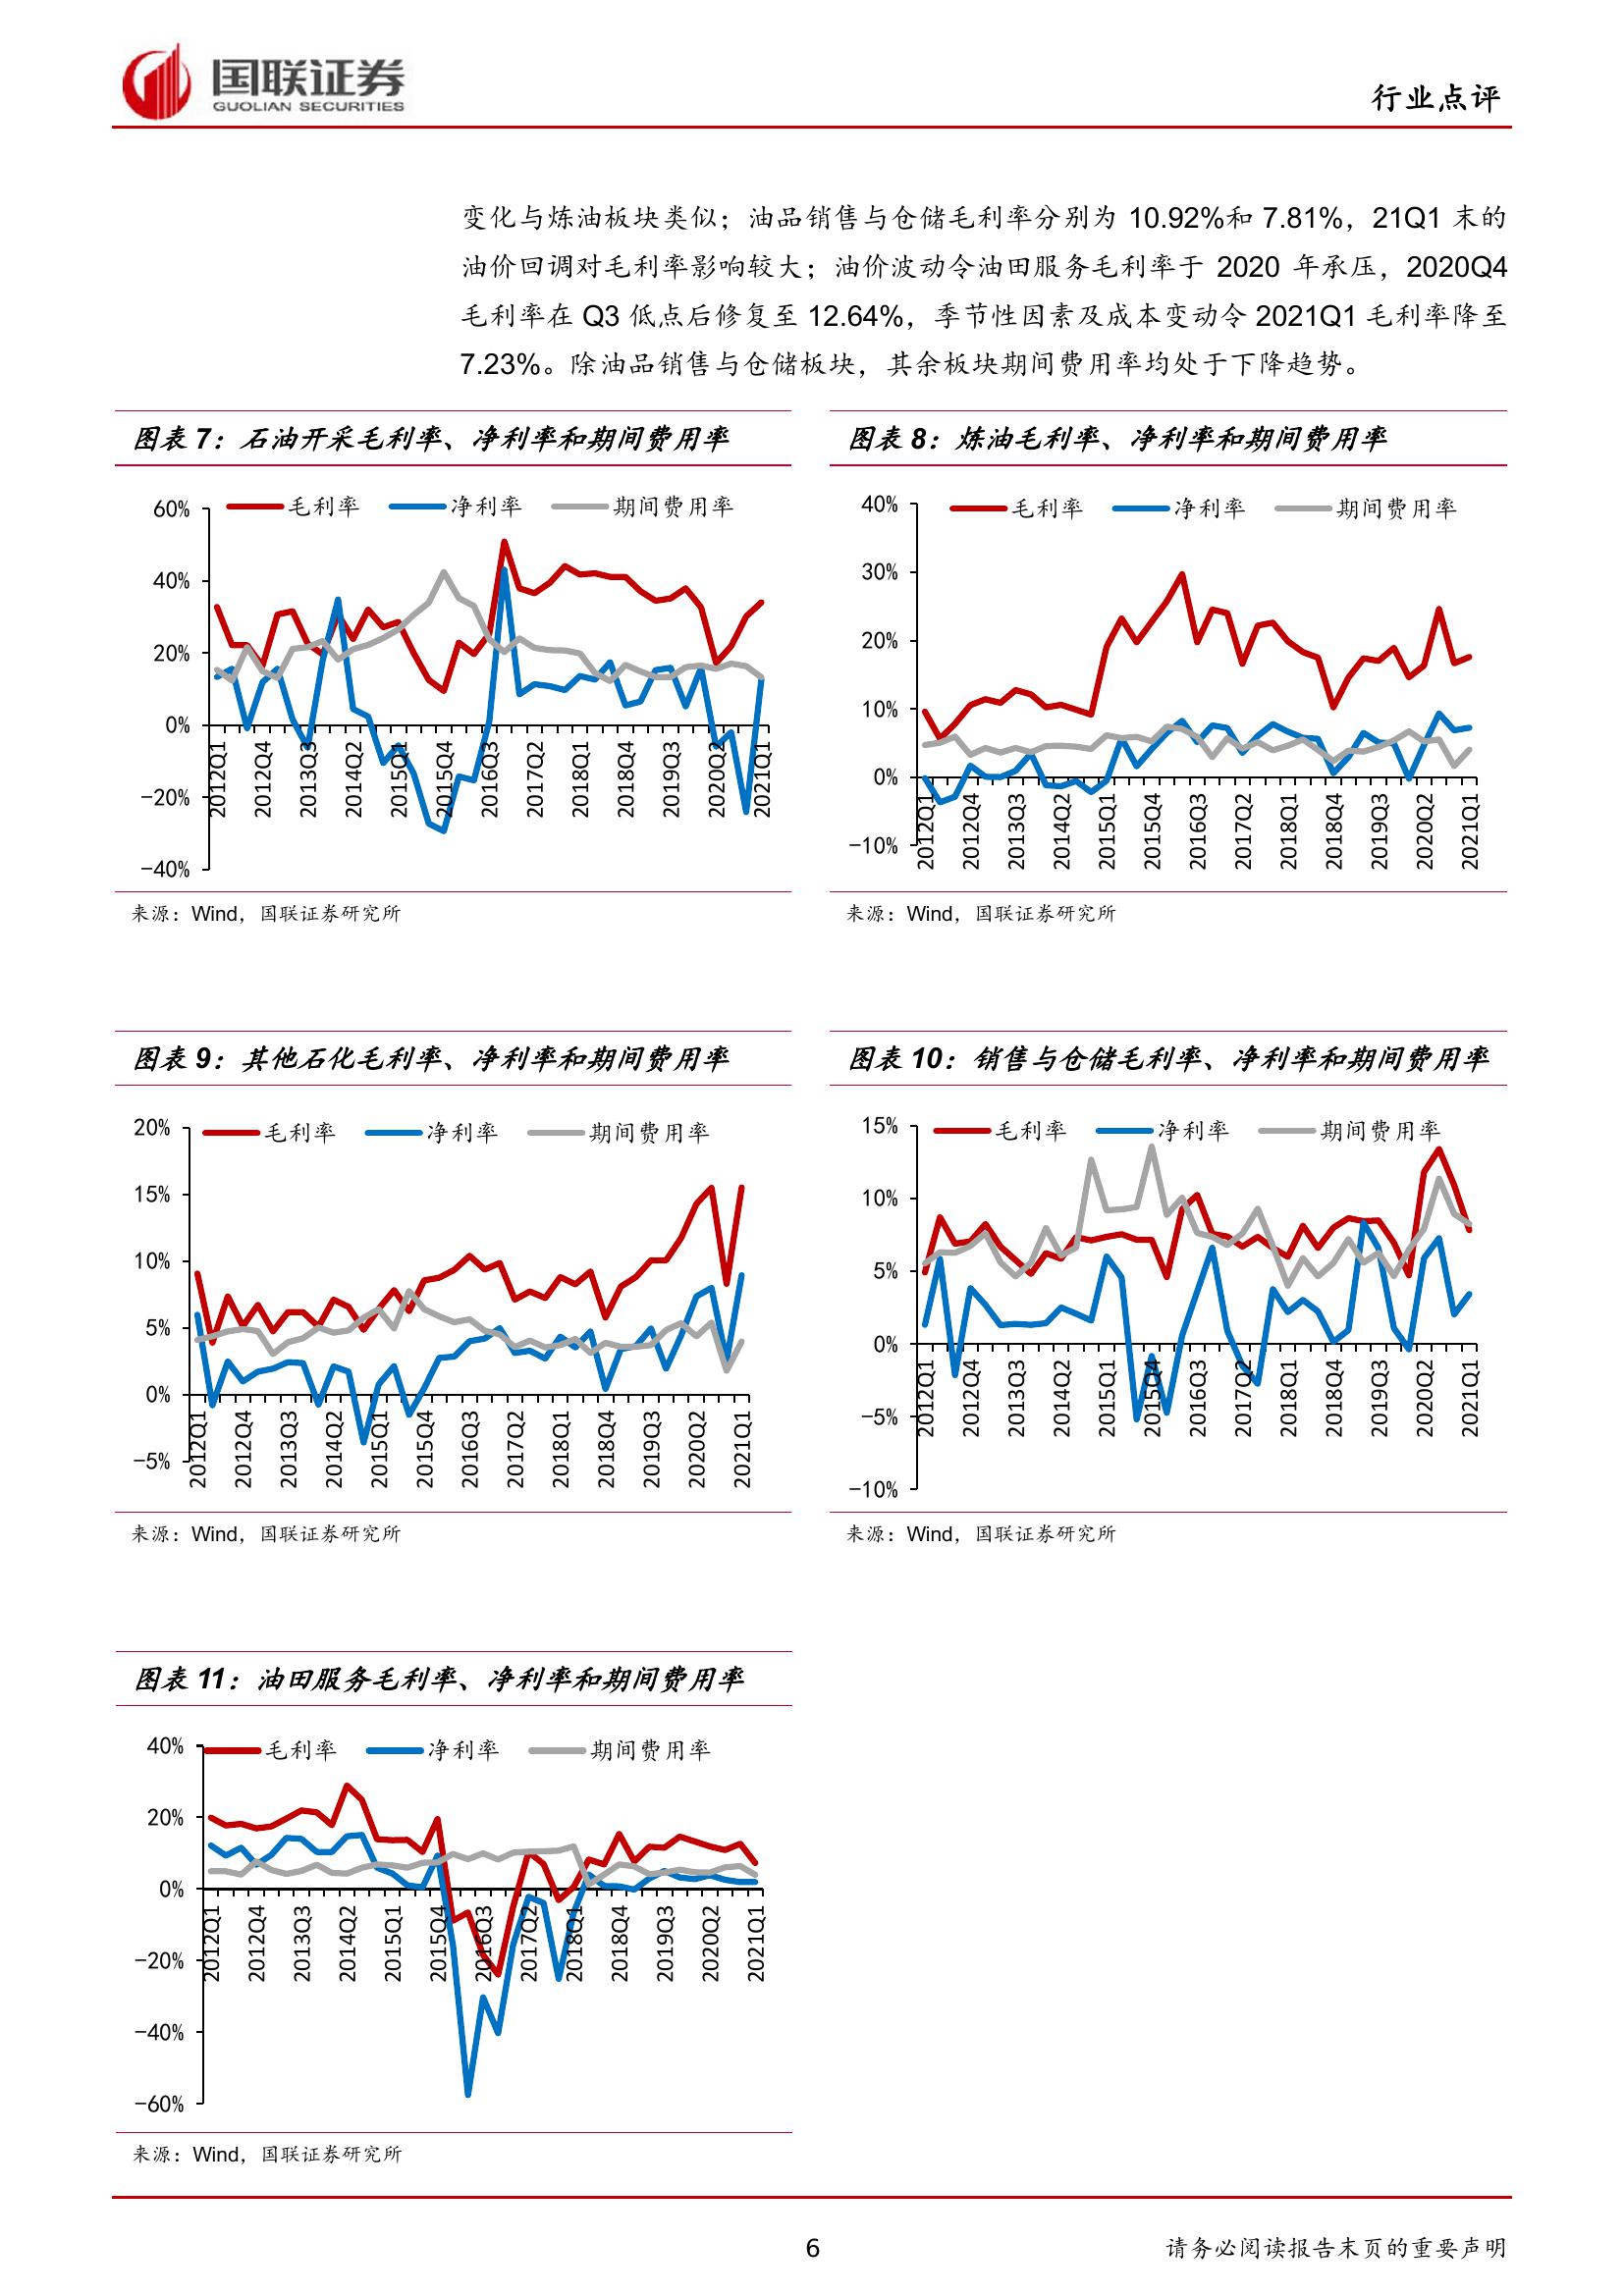 国联证券
GUOLIAN SECURITIES
行业点评
变化与炼油板块类似；油品销售与仓储毛利率分别为 10.92%和 7.81%，21Q1 末的
油价回调对毛利率影响较大；油价波动令油田服务毛利率于 2020 年承压，2020Q4
毛利率在 Q3 低点后修复至 12.64%，季节性因素及成本变动令 2021Q1 毛利率降至
7.23%。除油品销售与仓储板块，其余板块期间费用率均处于下降趋势。
图表 7：石油开采毛利率、净利率和期间费用率
毛利率 净利率 期间费用率
60%
40%
20%
0%
−20%
−40%
2012Q1 2012Q4 2013Q3 2014Q2 2015Q1 2015Q4 2016Q3 2017Q2 2018Q1 2018Q4 2019Q3 2020Q2 2021Q1
来源：Wind，国联证券研究所
图表 8：炼油毛利率、净利率和期间费用率
毛利率 净利率 期间费用率
40%
30%
20%
10%
0%
−10%
2012Q1 2012Q4 2013Q3 2014Q2 2015Q1 2015Q4 2016Q3 2017Q2 2018Q1 2018Q4 2019Q3 2020Q2 2021Q1
来源：Wind，国联证券研究所
图表 9：其他石化毛利率、净利率和期间费用率
毛利率 净利率 期间费用率
20%
15%
10%
5%
0%
−5%
2012Q1 2012Q4 2013Q3 2014Q2 2015Q1 2015Q4 2016Q3 2017Q2 2018Q1 2018Q4 2019Q3 2020Q2 2021Q1
来源：Wind，国联证券研究所
图表 10：销售与仓储毛利率、净利率和期间费用率
毛利率 净利率 期间费用率
15%
10%
5%
0%
−5%
−10%
2012Q1 2012Q4 2013Q3 2014Q2 2015Q1 2015Q4 2016Q3 2017Q2 2018Q1 2018Q4 2019Q3 2020Q2 2021Q1
来源：Wind，国联证券研究所
图表 11：油田服务毛利率、净利率和期间费用率
毛利率 净利率 期间费用率
40%
20%
0%
−20%
−40%
−60%
2012Q1 2012Q4 2013Q3 2014Q2 2015Q1 2015Q4 2016Q3 2017Q2 2018Q1 2018Q4 2019Q3 2020Q2 2021Q1
来源：Wind，国联证券研究所
6
请务必阅读报告末页的重要声明